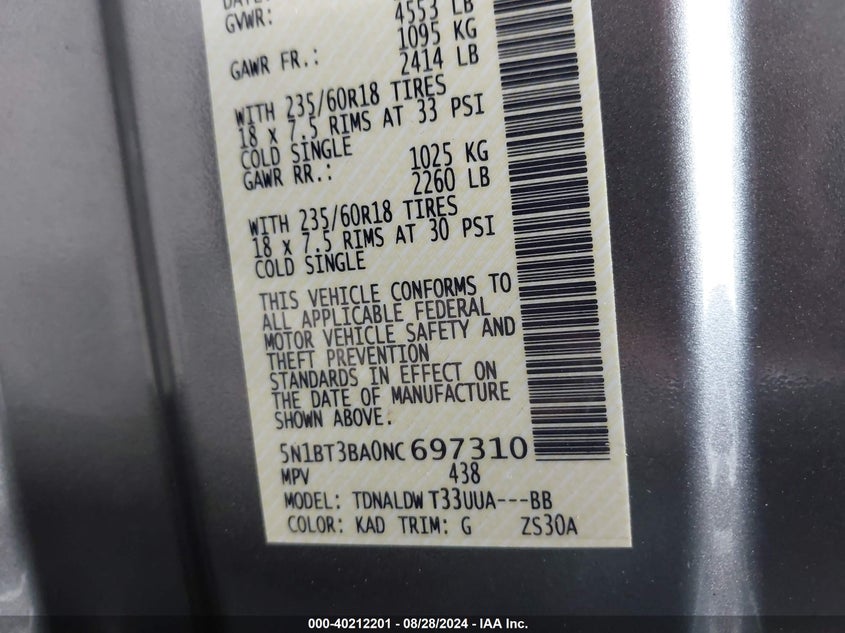 GVWR: 4553 LB
1095 KG
GAWR FR.: 2414 LB
WITH 235/60R18 TIRES
18 x 7.5 RIMS AT 33 PSI
COLD SINGLE
1025 KG
GAWR RR.: 2260 LB
WITH 235/60R18 TIRES
18 x 7.5 RIMS AT 30 PSI
COLD SINGLE
THIS VEHICLE CONFORMS TO
ALL APPLICABLE FEDERAL
MOTOR VEHICLE SAFETY AND
THEFT PREVENTION
STANDARDS IN EFFECT ON
THE DATE OF MANUFACTURE
SHOWN ABOVE.
5N1BT3BA0NC 697310
MPV 438
MODEL: TDNALDW T33UUA---BB
COLOR: KAD TRIM: G ZS30A
000-40212201 - 08/28/2024 - IAA Inc.